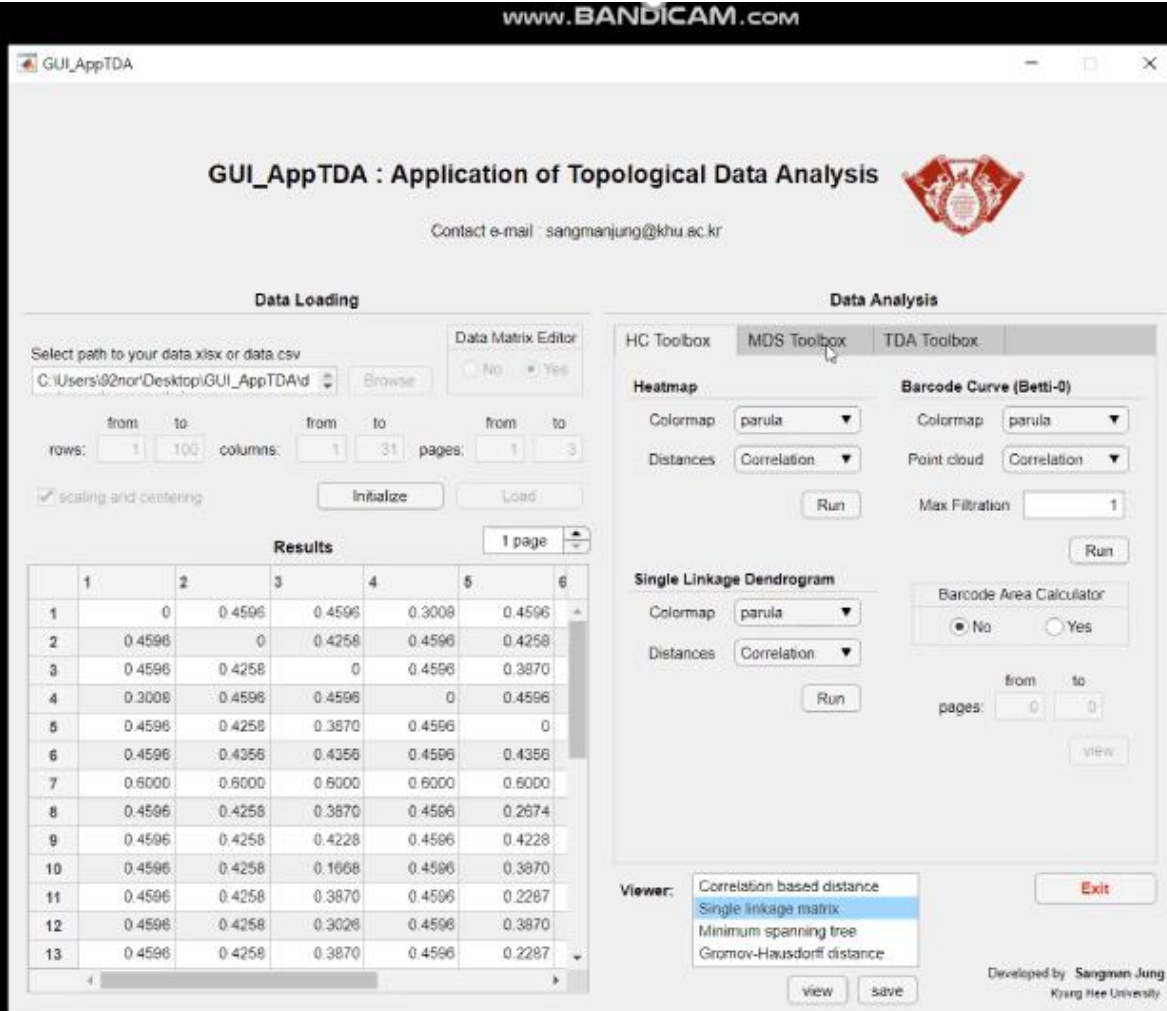 www.BANDICAM.com
GUI_AppTDA
GUI_AppTDA : Application of Topological Data Analysis
Contact e-mail : sangmanjung@khu.ac.kr
Data Loading
Select path to your data.xlsx or data.csv
C:\Users\92nor\Desktop\GUI_AppTDA\d
Browse
Data Matrix Editor
No Yes
from to from to from to
rows: 1 100 columns: 1 31 pages: 1 3
scaling and centering
Initialize
Load
Results
1 page
1 2 3 4 5 6
1 0 0.4596 0.4596 0.3008 0.4596
2 0.4596 0 0.4258 0.4596 0.4258
3 0.4596 0.4258 0 0.4596 0.3870
4 0.3008 0.4596 0.4596 0 0.4596
5 0.4596 0.4258 0.3870 0.4596 0
6 0.4596 0.4356 0.4356 0.4596 0.4356
7 0.6000 0.6000 0.6000 0.6000 0.6000
8 0.4596 0.4258 0.3870 0.4596 0.2674
9 0.4596 0.4258 0.4228 0.4596 0.4228
10 0.4596 0.4258 0.1668 0.4596 0.3870
11 0.4596 0.4258 0.3870 0.4596 0.2287
12 0.4596 0.4258 0.3026 0.4596 0.3870
13 0.4596 0.4258 0.3870 0.4596 0.2287
Data Analysis
HC Toolbox MDS Toolbox TDA Toolbox
Heatmap
Colormap parula
Distances Correlation
Run
Single Linkage Dendrogram
Colormap parula
Distances Correlation
Run
Barcode Curve (Betti-0)
Colormap parula
Point cloud Correlation
Max Filtration 1
Run
Barcode Area Calculator
No Yes
from to
pages: 0 0
view
Viewer:
Correlation based distance
Single linkage matrix
Minimum spanning tree
Gromov-Hausdorff distance
view save
Exit
Developed by Sangman Jung
Kyung Hee University